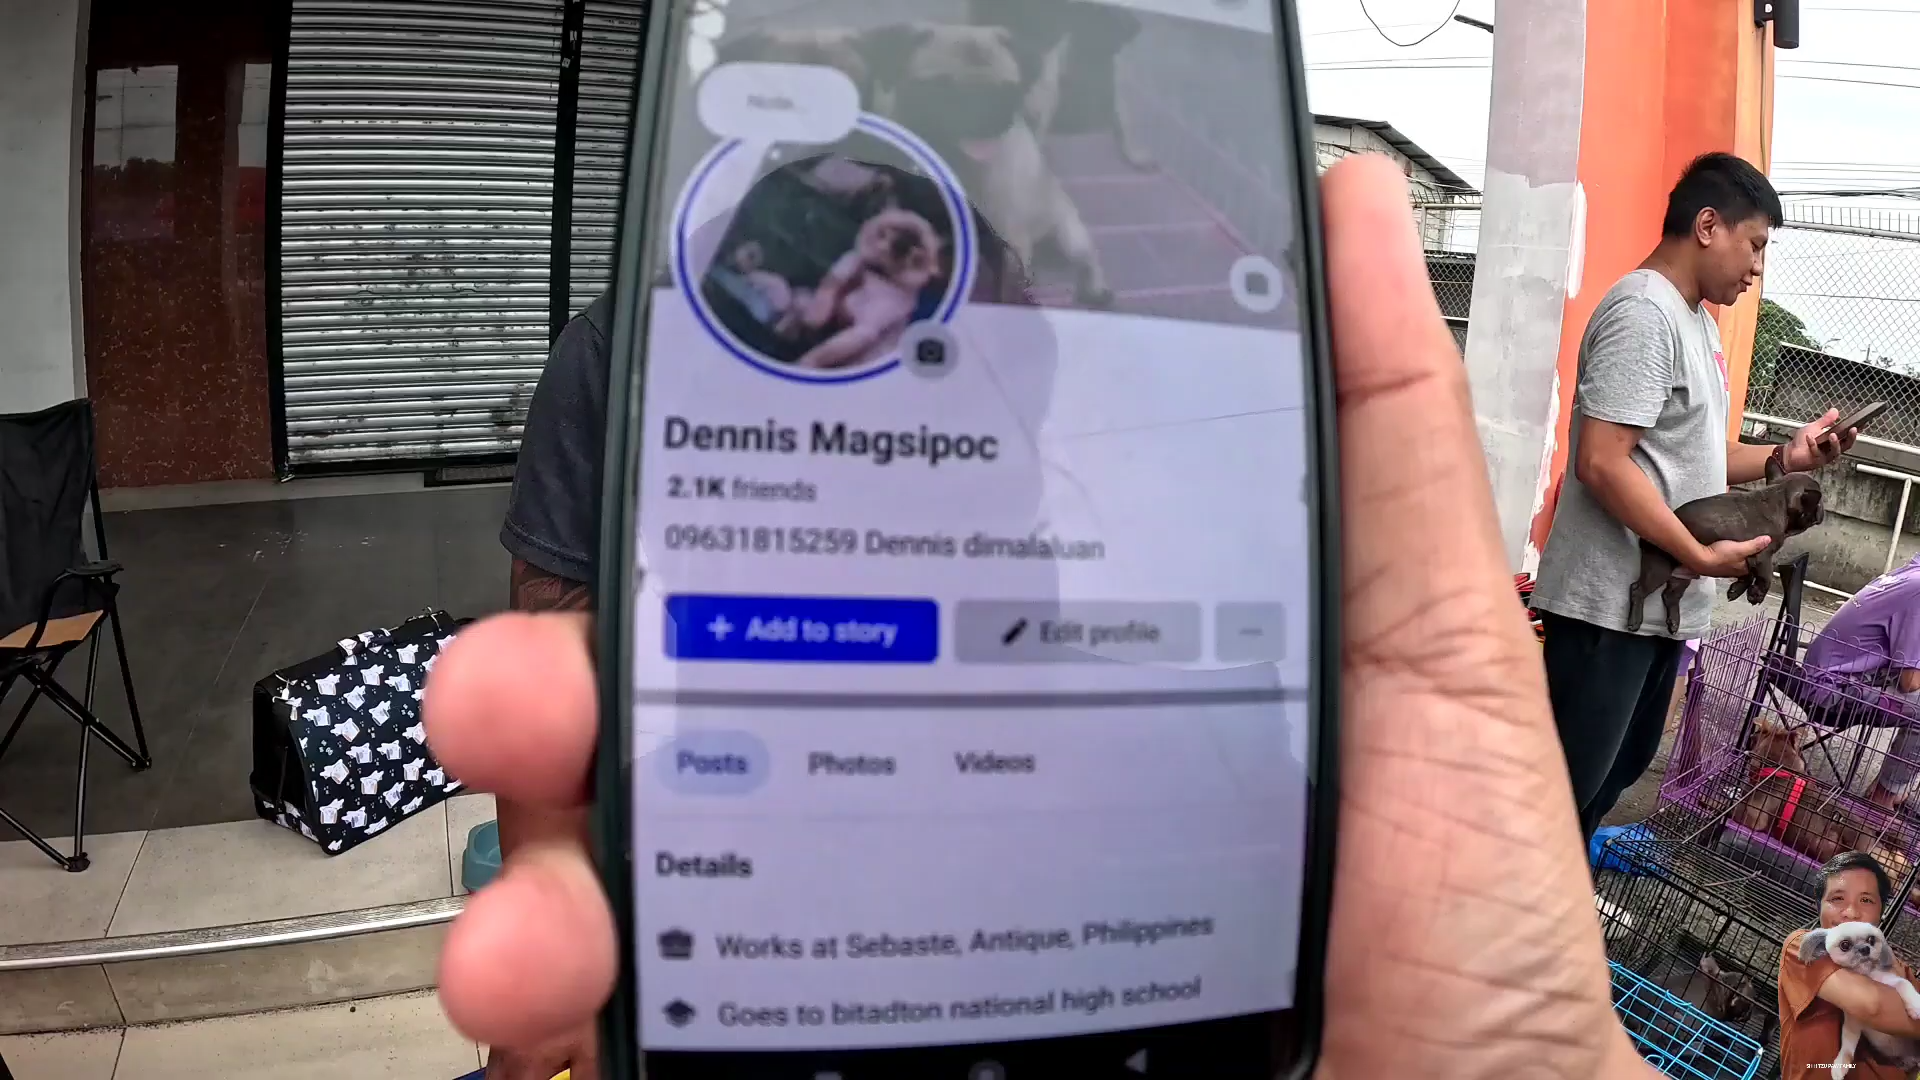 Note...
Dennis Magsipoc
2.1K friends
09631815259 Dennis dimalaluan
+ Add to story
Edit profile
Posts
Photos
Videos
Details
Works at Sebaste, Antique, Philippines
Goes to bitadton national high school